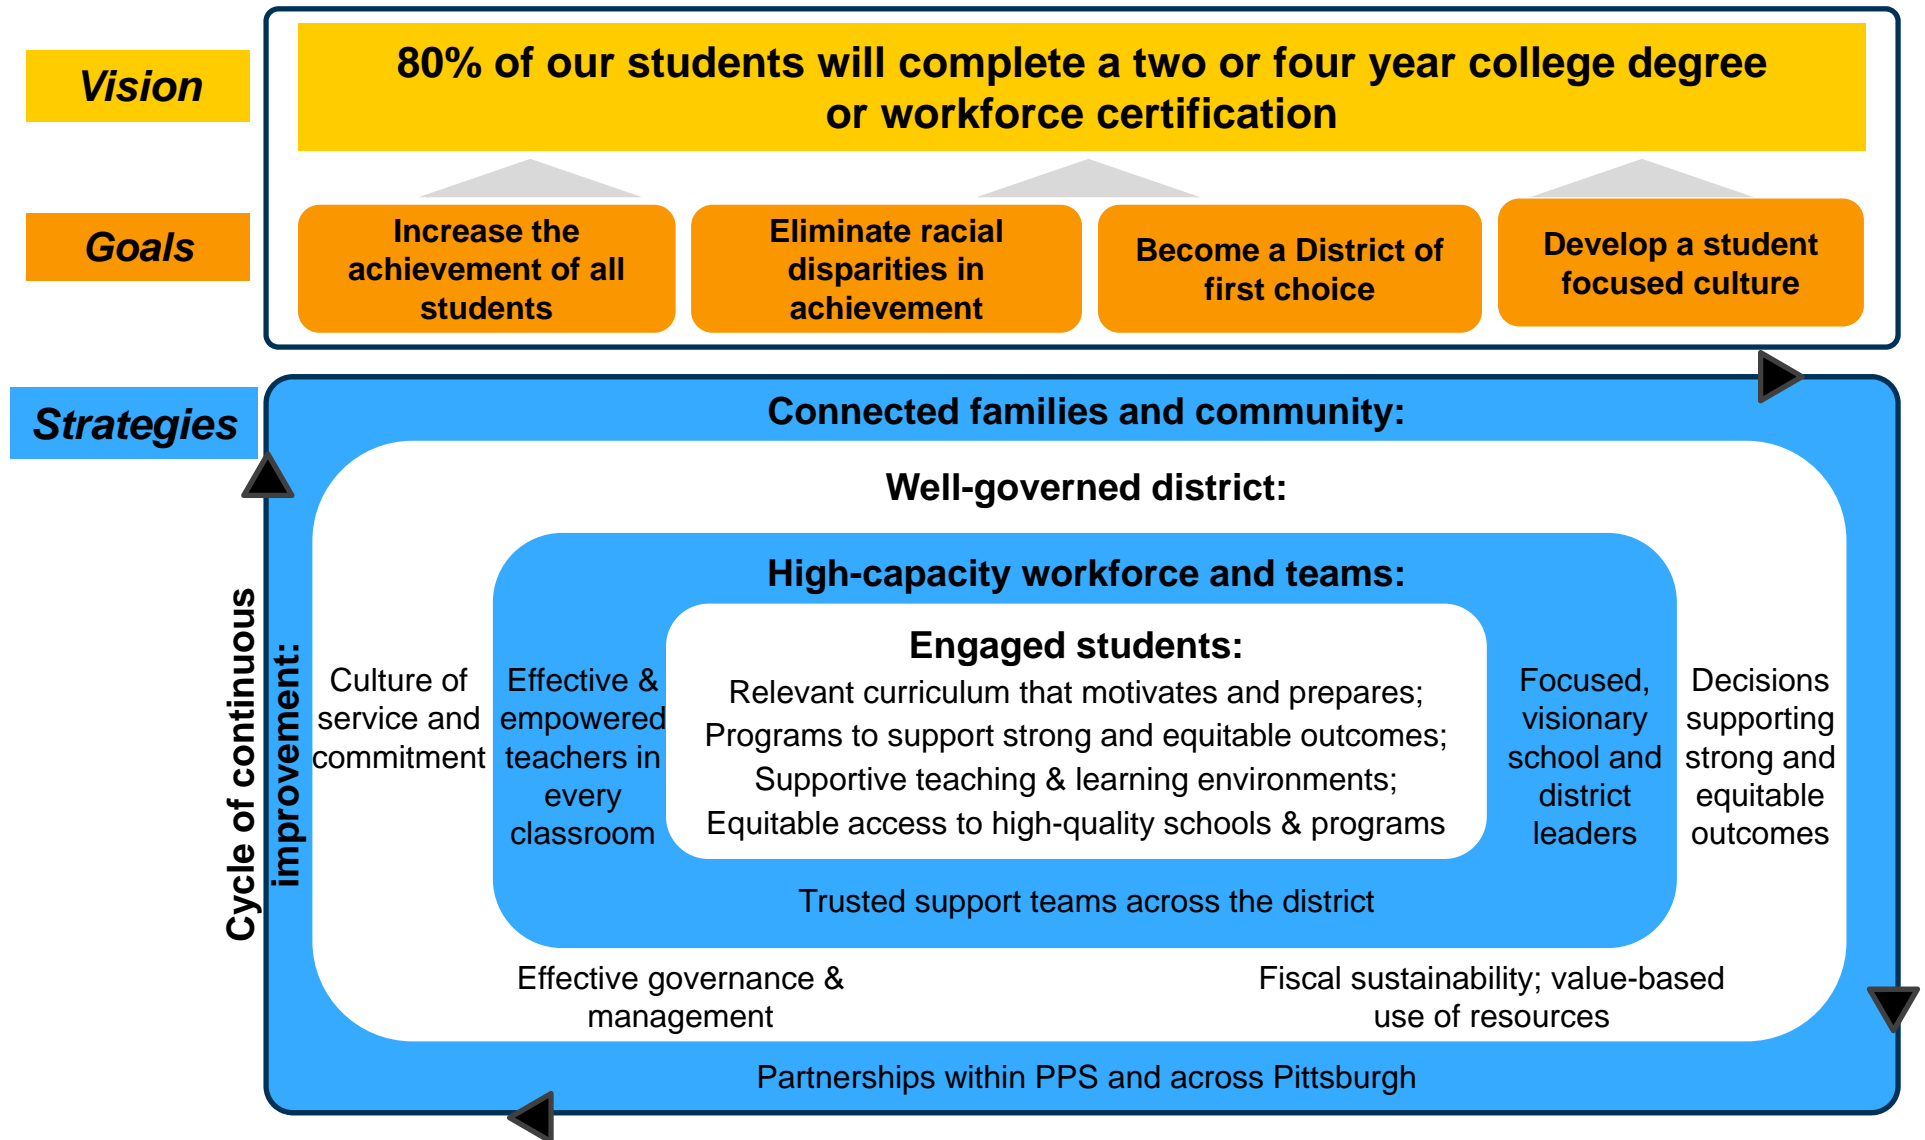 Vision
80% of our students will complete a two or four year college degree
or workforce certification
Goals
Increase the
achievement of all
students
Eliminate racial
disparities in
achievement
Become a District of
first choice
Develop a student
focused culture
Strategies
Connected families and community:
Well-governed district:
High-capacity workforce and teams:
Engaged students:
Relevant curriculum that motivates and prepares;
Programs to support strong and equitable outcomes;
Supportive teaching & learning environments;
Equitable access to high-quality schools & programs
Cycle of continuous
improvement:
Culture of
service and
commitment
Effective &
empowered
teachers in
every
classroom
Focused,
visionary
school and
district
leaders
Decisions
supporting
strong and
equitable
outcomes
Trusted support teams across the district
Effective governance &
management
Fiscal sustainability; value-based
use of resources
Partnerships within PPS and across Pittsburgh